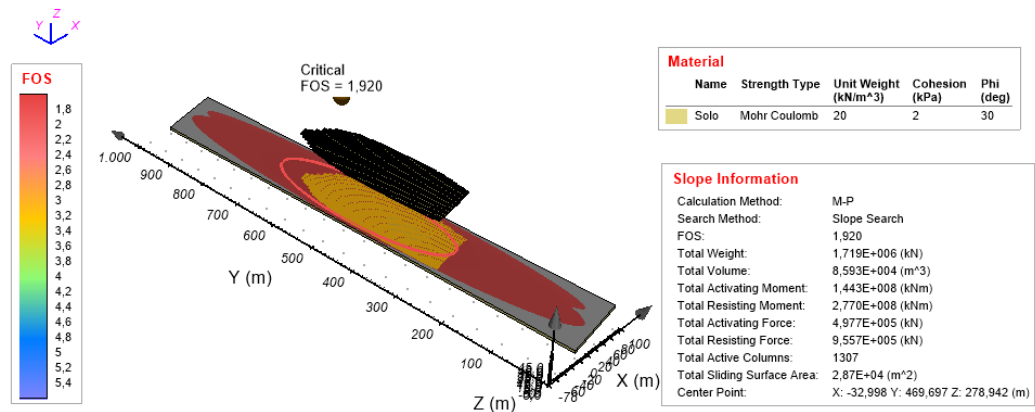 Z
Y
X
FOS
1,8
2
2,2
2,4
2,6
2,8
3
3,2
3,4
3,6
3,8
4
4,2
4,4
4,6
4,8
5
5,2
5,4
Critical
FOS = 1,920
1.000
900
800
700
600
500
400
300
200
100
Y (m)
X (m)
Z (m)
Material
Name Strength Type Unit Weight (kN/m^3) Cohesion (kPa) Phi (deg)
Solo Mohr Coulomb 20 2 30
Slope Information
Calculation Method: M-P
Search Method: Slope Search
FOS: 1,920
Total Weight: 1,719E+006 (kN)
Total Volume: 8,593E+004 (m^3)
Total Activating Moment: 1,443E+008 (kNm)
Total Resisting Moment: 2,770E+008 (kNm)
Total Activating Force: 4,977E+005 (kN)
Total Resisting Force: 9,557E+005 (kN)
Total Active Columns: 1307
Total Sliding Surface Area: 2,87E+04 (m^2)
Center Point: X: -32,998 Y: 469,697 Z: 278,942 (m)